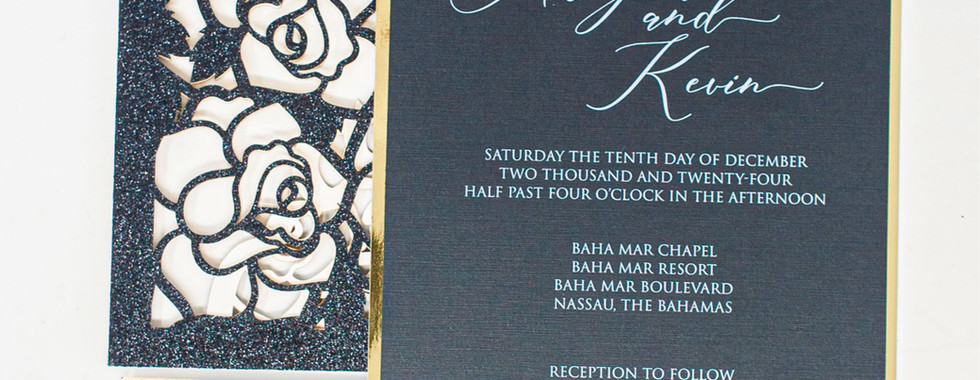 and
Kevin
SATURDAY THE TENTH DAY OF DECEMBER
TWO THOUSAND AND TWENTY-FOUR
HALF PAST FOUR O'CLOCK IN THE AFTERNOON
BAHA MAR CHAPEL
BAHA MAR RESORT
BAHA MAR BOULEVARD
NASSAU, THE BAHAMAS
RECEPTION TO FOLLOW